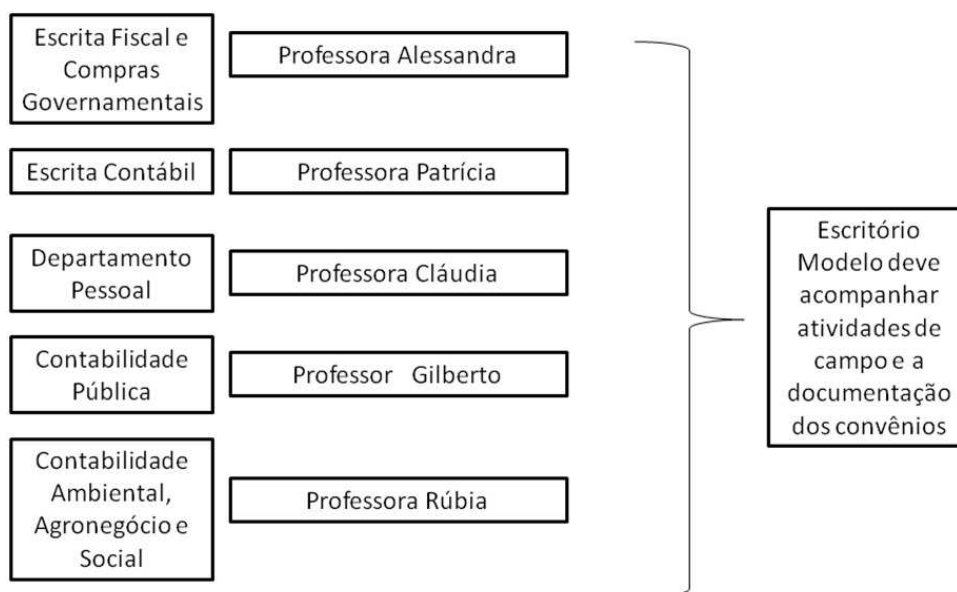 Escrita Fiscal e
Compras
Governamentais
Professora Alessandra
Escrita Contábil
Professora Patrícia
Departamento
Pessoal
Professora Cláudia
Contabilidade
Pública
Professor Gilberto
Contabilidade
Ambiental,
Agronegócio e
Social
Professora Rúbia
Escritório
Modelo deve
acompanhar
atividades de
campo e a
documentação
dos convênios